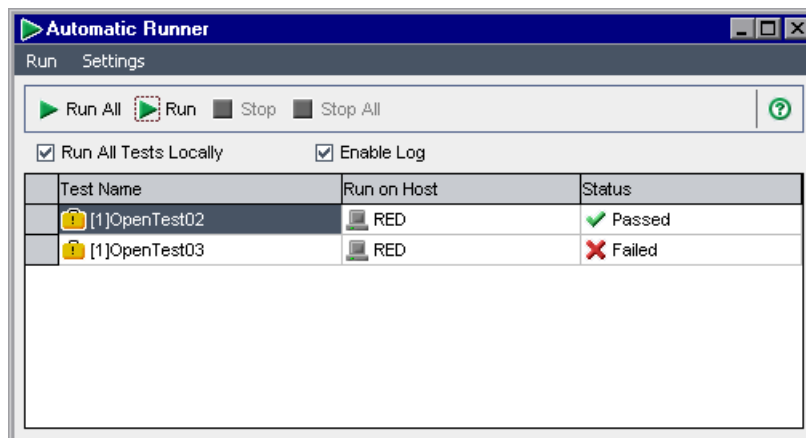 Automatic Runner
Run Settings
Run All Run Stop Stop All
Run All Tests Locally Enable Log
Test Name Run on Host Status
[1]OpenTest02 RED Passed
[1]OpenTest03 RED Failed